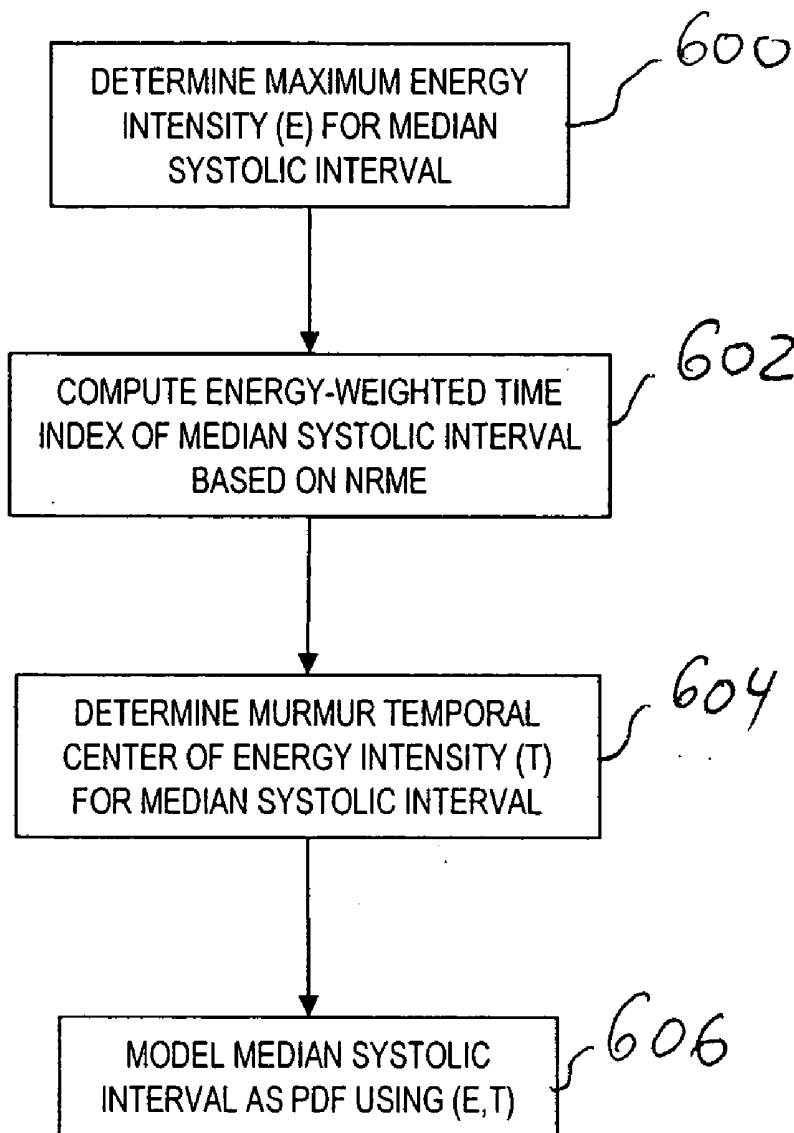 600
DETERMINE MAXIMUM ENERGY
INTENSITY (E) FOR MEDIAN
SYSTOLIC INTERVAL
602
COMPUTE ENERGY-WEIGHTED TIME
INDEX OF MEDIAN SYSTOLIC INTERVAL
BASED ON NRME
604
DETERMINE MURMUR TEMPORAL
CENTER OF ENERGY INTENSITY (T)
FOR MEDIAN SYSTOLIC INTERVAL
606
MODEL MEDIAN SYSTOLIC
INTERVAL AS PDF USING (E,T)